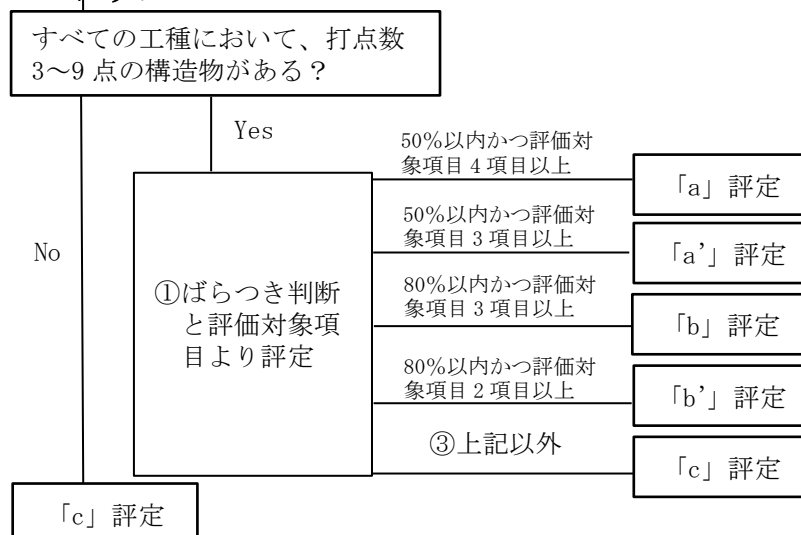 すべての工種において、打点数
3～9 点の構造物がある？
Yes
No
①ばらつき判断
と評価対象項
目より評定
50%以内かつ評価対
象項目 4 項目以上
「a」評定
50%以内かつ評価対
象項目 3 項目以上
「a’」評定
80%以内かつ評価対
象項目 3 項目以上
「b」評定
80%以内かつ評価対
象項目 2 項目以上
「b’」評定
③上記以外
「c」評定
「c」評定